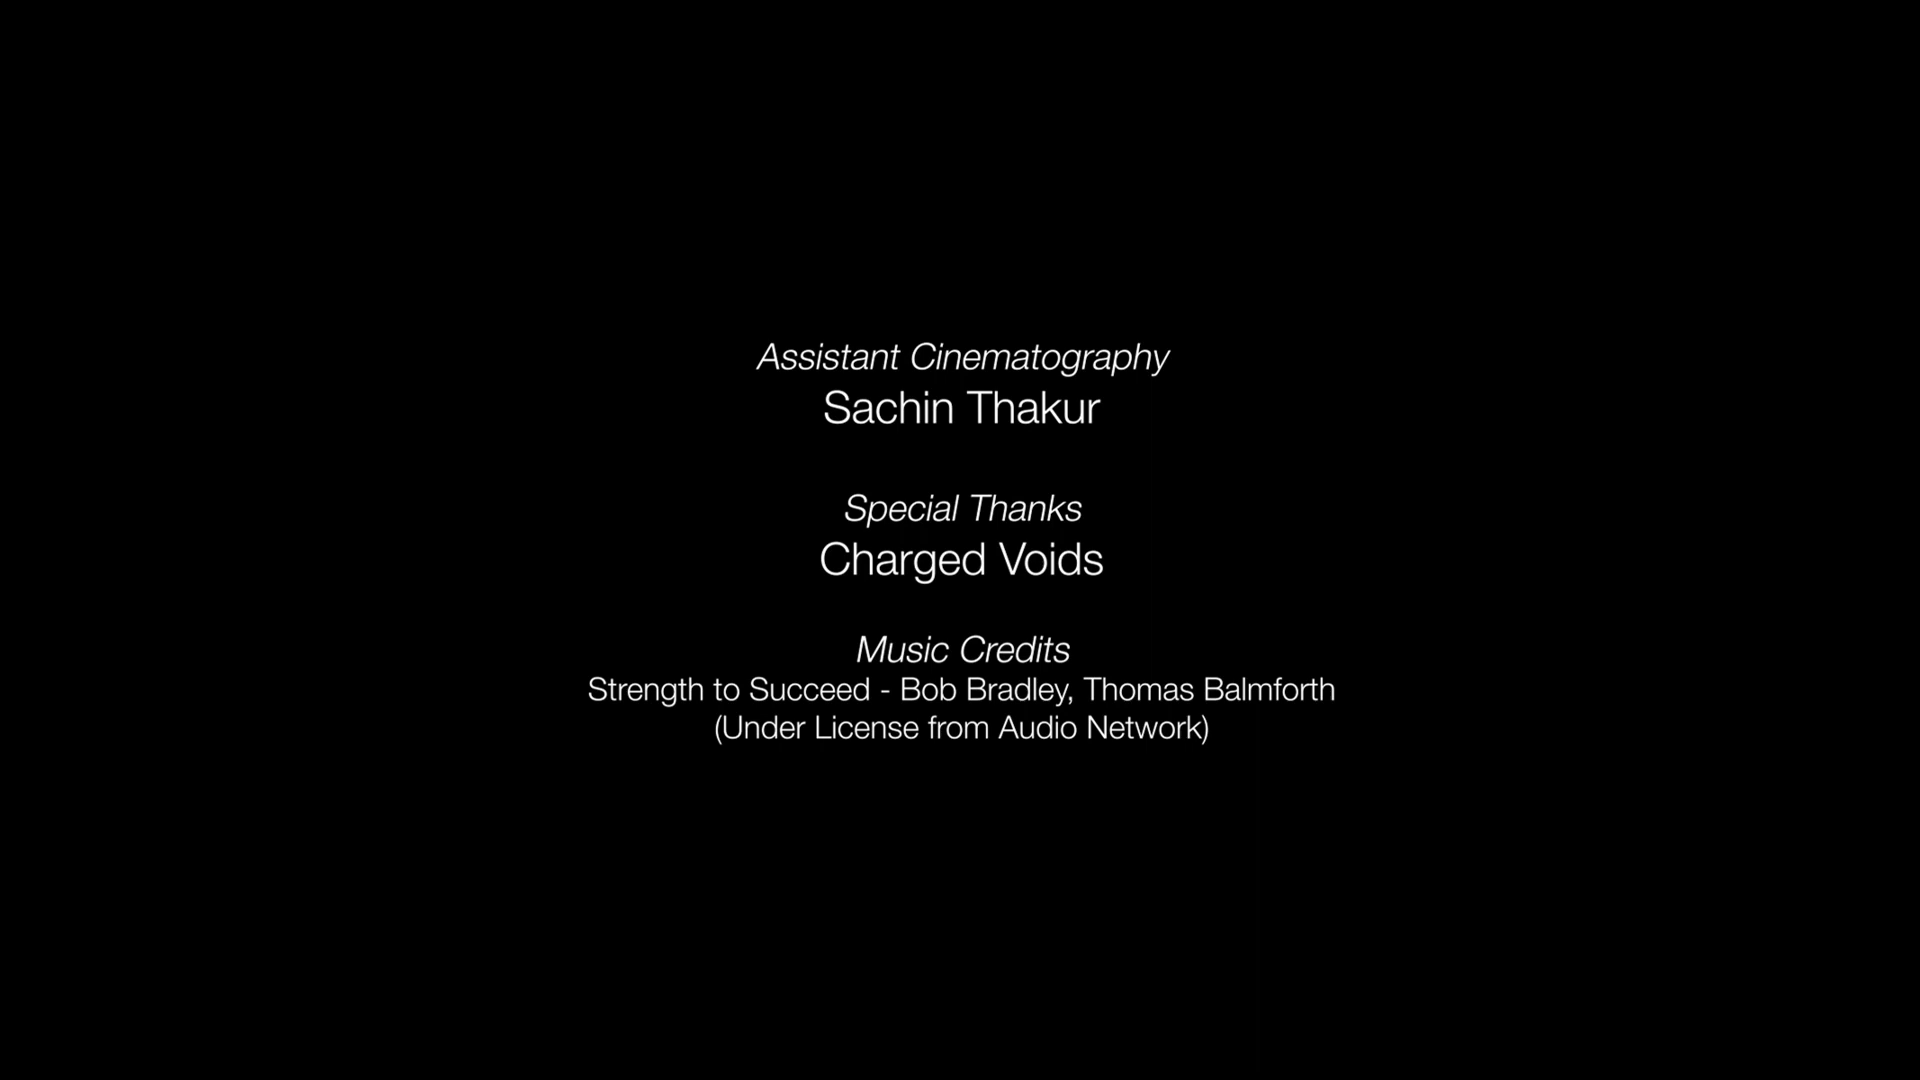 Assistant Cinematography
Sachin Thakur
Special Thanks
Charged Voids
Music Credits
Strength to Succeed - Bob Bradley, Thomas Balmforth
(Under License from Audio Network)